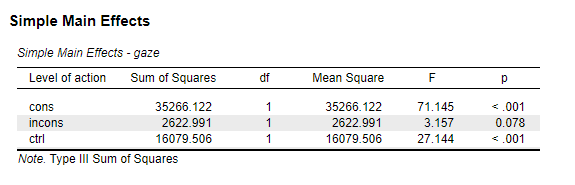 Simple Main Effects
Simple Main Effects - gaze
Level of action Sum of Squares df Mean Square F p
cons 35266.122 1 35266.122 71.145 < .001
incons 2622.991 1 2622.991 3.157 0.078
ctrl 16079.506 1 16079.506 27.144 < .001
Note. Type III Sum of Squares